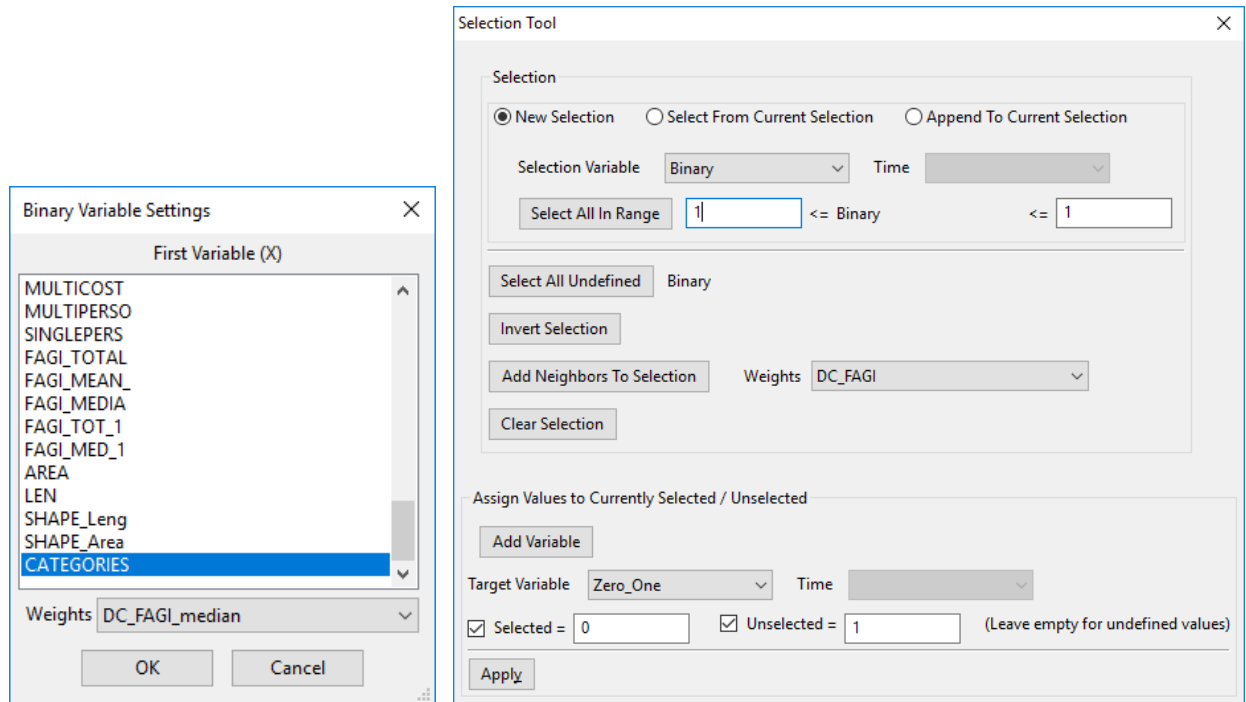 Binary Variable Settings
First Variable (X)
MULTICOST
MULTIPERSO
SINGLEPERS
FAGI_TOTAL
FAGI_MEAN_
FAGI_MEDIA
FAGI_TOT_1
FAGI_MED_1
AREA
LEN
SHAPE_Leng
SHAPE_Area
CATEGORIES
Weights DC_FAGI_median
OK Cancel
Selection Tool
Selection
New Selection Select From Current Selection Append To Current Selection
Selection Variable Binary Time
Select All In Range 1 <= Binary <= 1
Select All Undefined Binary
Invert Selection
Add Neighbors To Selection Weights DC_FAGI
Clear Selection
Assign Values to Currently Selected / Unselected
Add Variable
Target Variable Zero_One Time
Selected = 0 Unselected = 1 (Leave empty for undefined values)
Apply